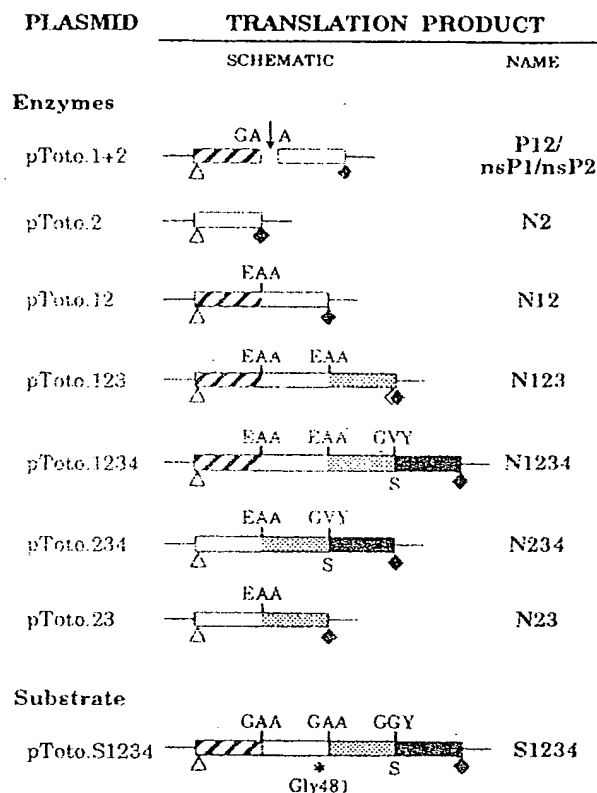 PLASMID TRANSLATION PRODUCT
SCHEMATIC NAME
Enzymes
GA A
pToto.1+2 P12/
nsP1/nsP2
pToto.2 N2
EAA
pToto.12 N12
EAA EAA
pToto.123 N123
EAA EAA GVY
pToto.1234 N1234
S
EAA GVY
pToto.234 N234
S
EAA
pToto.23 N23
Substrate
GAA GAA GGY
pToto.S1234 S1234
S
* Gly481